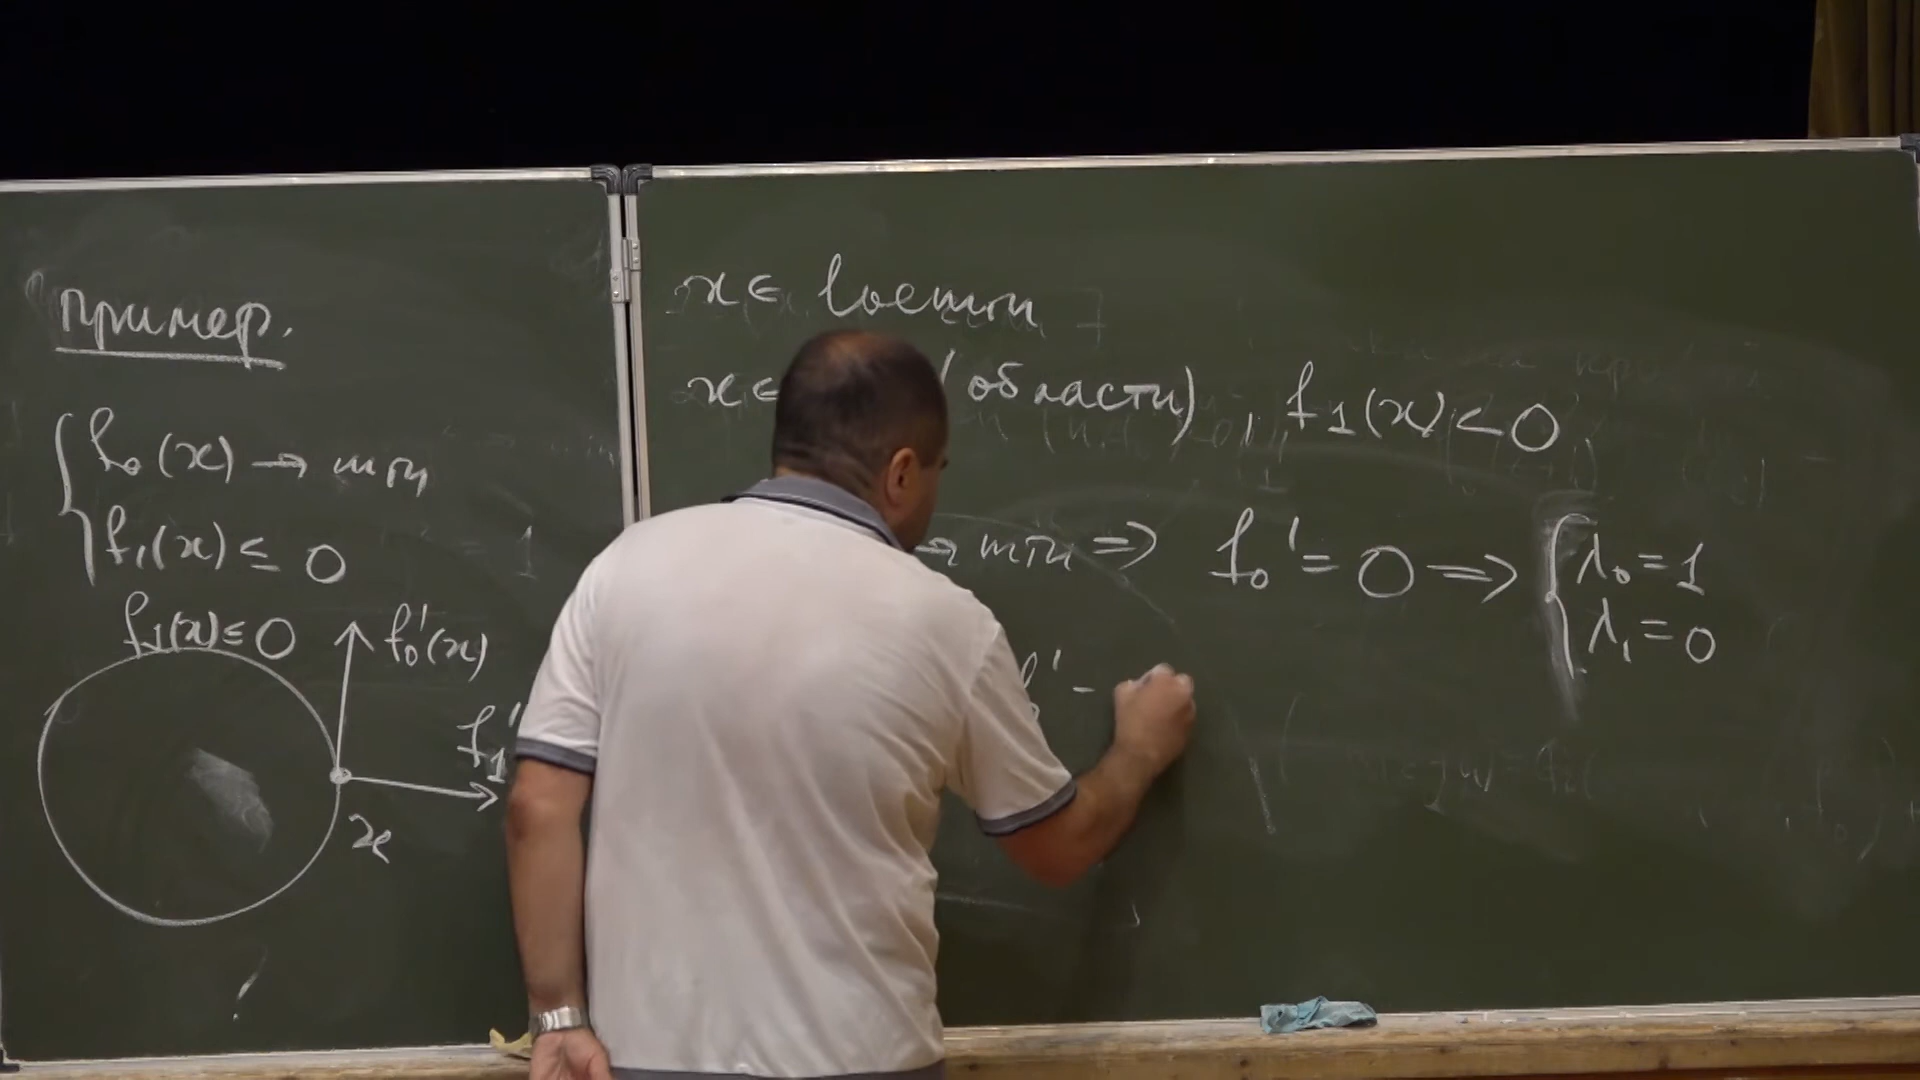 Пример.
f₀(x) → min
f₁(x) ≤ 0
f₁(x) ≤ 0
f₀'(x)
f₁'
x
x ∈
x ∈ (области), f₁(x) < 0
→ min ⇒ f₀' = 0 ⇒ { λ₀ = 1
λ₁ = 0
' -